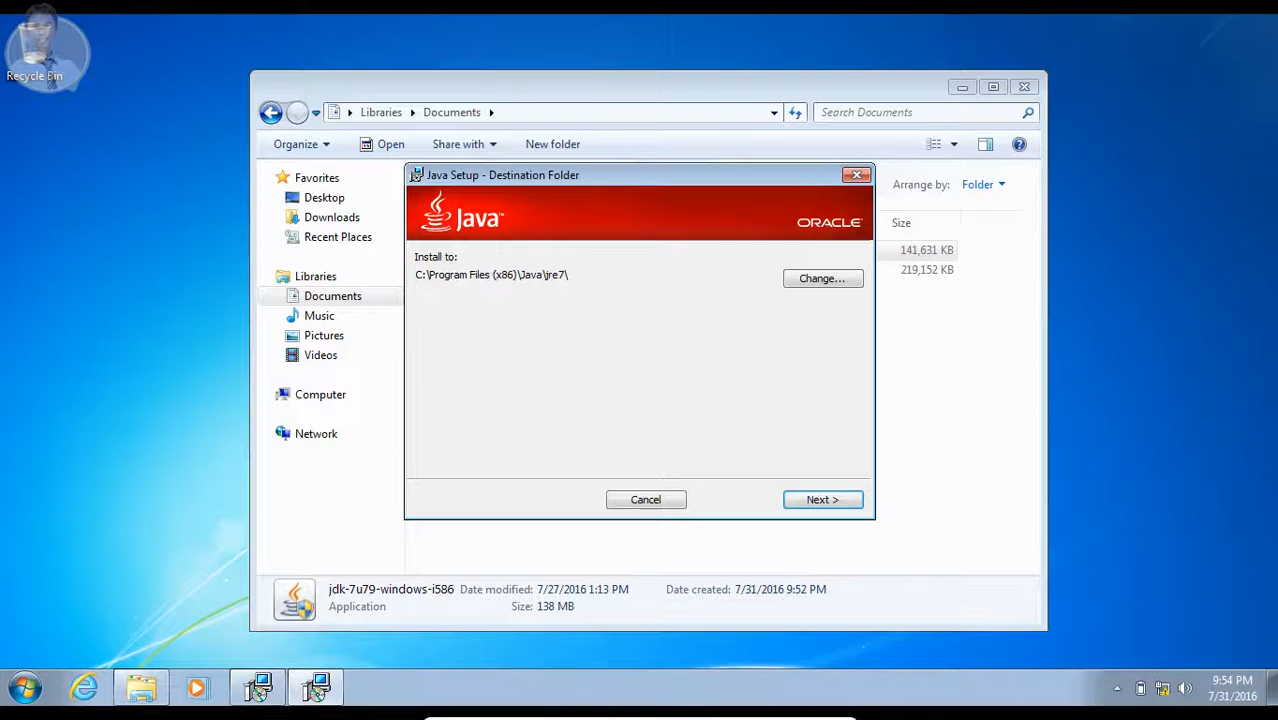 Recycle Bin
Libraries Documents
Search Documents
Organize Open Share with New folder
Favorites
Desktop
Downloads
Recent Places
Libraries
Documents
Music
Pictures
Videos
Computer
Network
Arrange by: Folder
Size
141,631 KB
219,152 KB
Java Setup - Destination Folder
Java™
ORACLE
Install to:
C:\Program Files (x86)\Java\jre7\
Change...
Cancel
Next >
jdk-7u79-windows-i586 Date modified: 7/27/2016 1:13 PM Date created: 7/31/2016 9:52 PM
Application Size: 138 MB
9:54 PM
7/31/2016